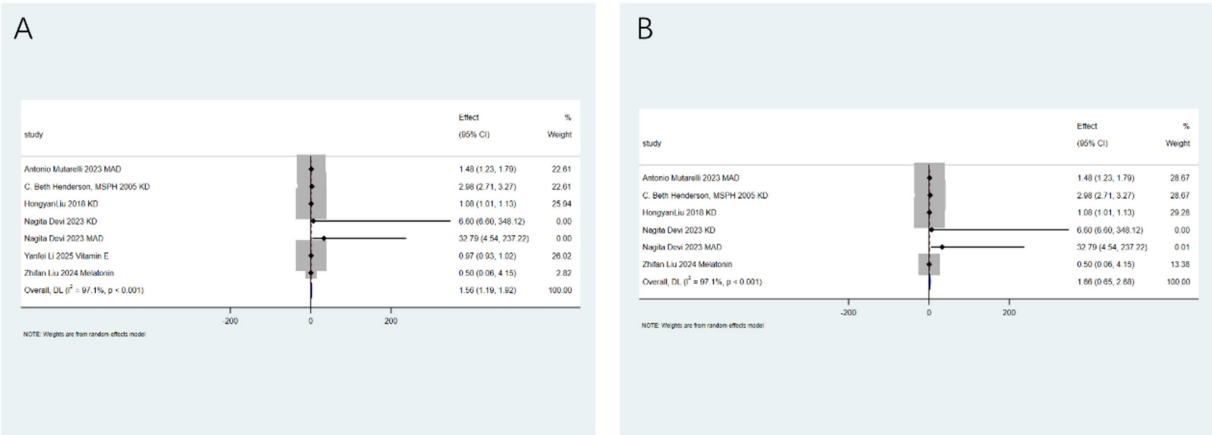 A
Effect %
study (95% CI) Weight
Antonio Mutarelli 2023 MAD 1.48 (1.23, 1.79) 22.61
C. Beth Henderson, MSPH 2005 KD 2.98 (2.71, 3.27) 22.61
HongyanLiu 2018 KD 1.08 (1.01, 1.13) 25.94
Nagita Devi 2023 KD 6.60 (6.60, 348.12) 0.00
Nagita Devi 2023 MAD 32.79 (4.54, 237.22) 0.00
Yanfei Li 2025 Vitamin E 0.97 (0.93, 1.02) 26.02
Zhifan Liu 2024 Melatonin 0.50 (0.06, 4.15) 2.82
Overall, DL (I² = 97.1%, p < 0.001) 1.56 (1.19, 1.92) 100.00
-200 0 200
NOTE: Weights are from random-effects model
B
Effect %
study (95% CI) Weight
Antonio Mutarelli 2023 MAD 1.48 (1.23, 1.79) 28.67
C. Beth Henderson, MSPH 2005 KD 2.98 (2.71, 3.27) 28.67
HongyanLiu 2018 KD 1.08 (1.01, 1.13) 29.28
Nagita Devi 2023 KD 6.60 (6.60, 348.12) 0.00
Nagita Devi 2023 MAD 32.79 (4.54, 237.22) 0.01
Zhifan Liu 2024 Melatonin 0.50 (0.06, 4.15) 13.38
Overall, DL (I² = 97.1%, p < 0.001) 1.66 (0.65, 2.68) 100.00
-200 0 200
NOTE: Weights are from random-effects model